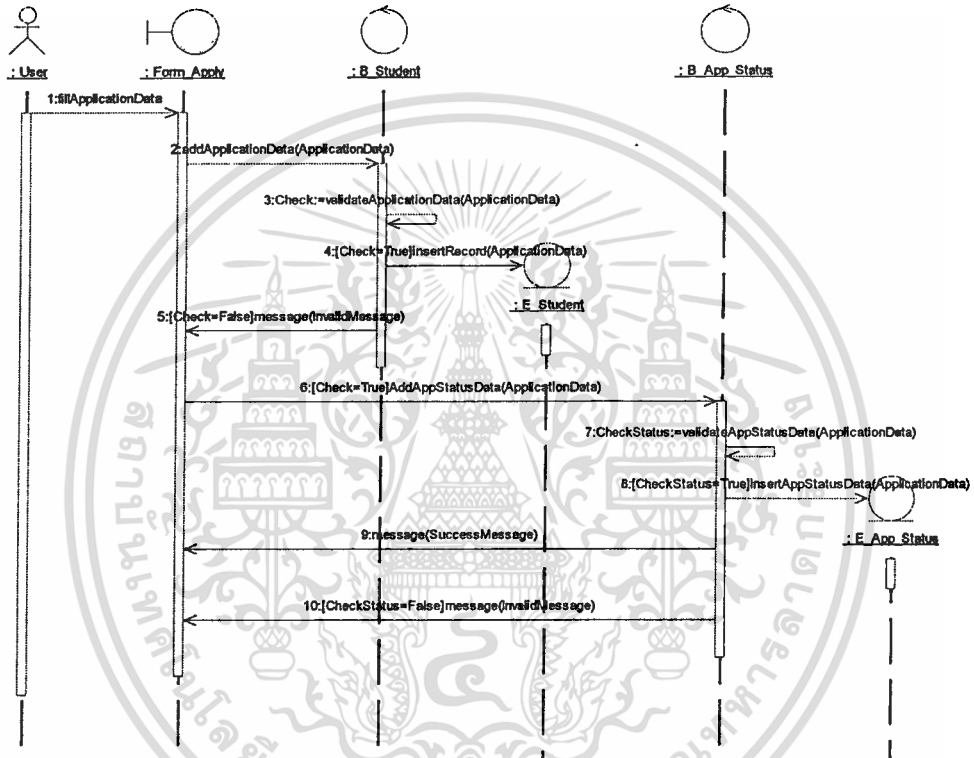 : User
: Form_Apply
: B_Student
: B_App_Status
1:fillApplicationData
2:addApplicationData(ApplicationData)
3:Check:=validateApplicationData(ApplicationData)
4:[Check=True]insertRecord(ApplicationData)
: E_Student
5:[Check=False]message(InvalidMessage)
6:[Check=True]AddAppStatusData(ApplicationData)
7:CheckStatus:=validateAppStatusData(ApplicationData)
8:[CheckStatus=True]insertAppStatusData(ApplicationData)
: E_App_Status
9:message(SuccessMessage)
10:[CheckStatus=False]message(InvalidMessage)